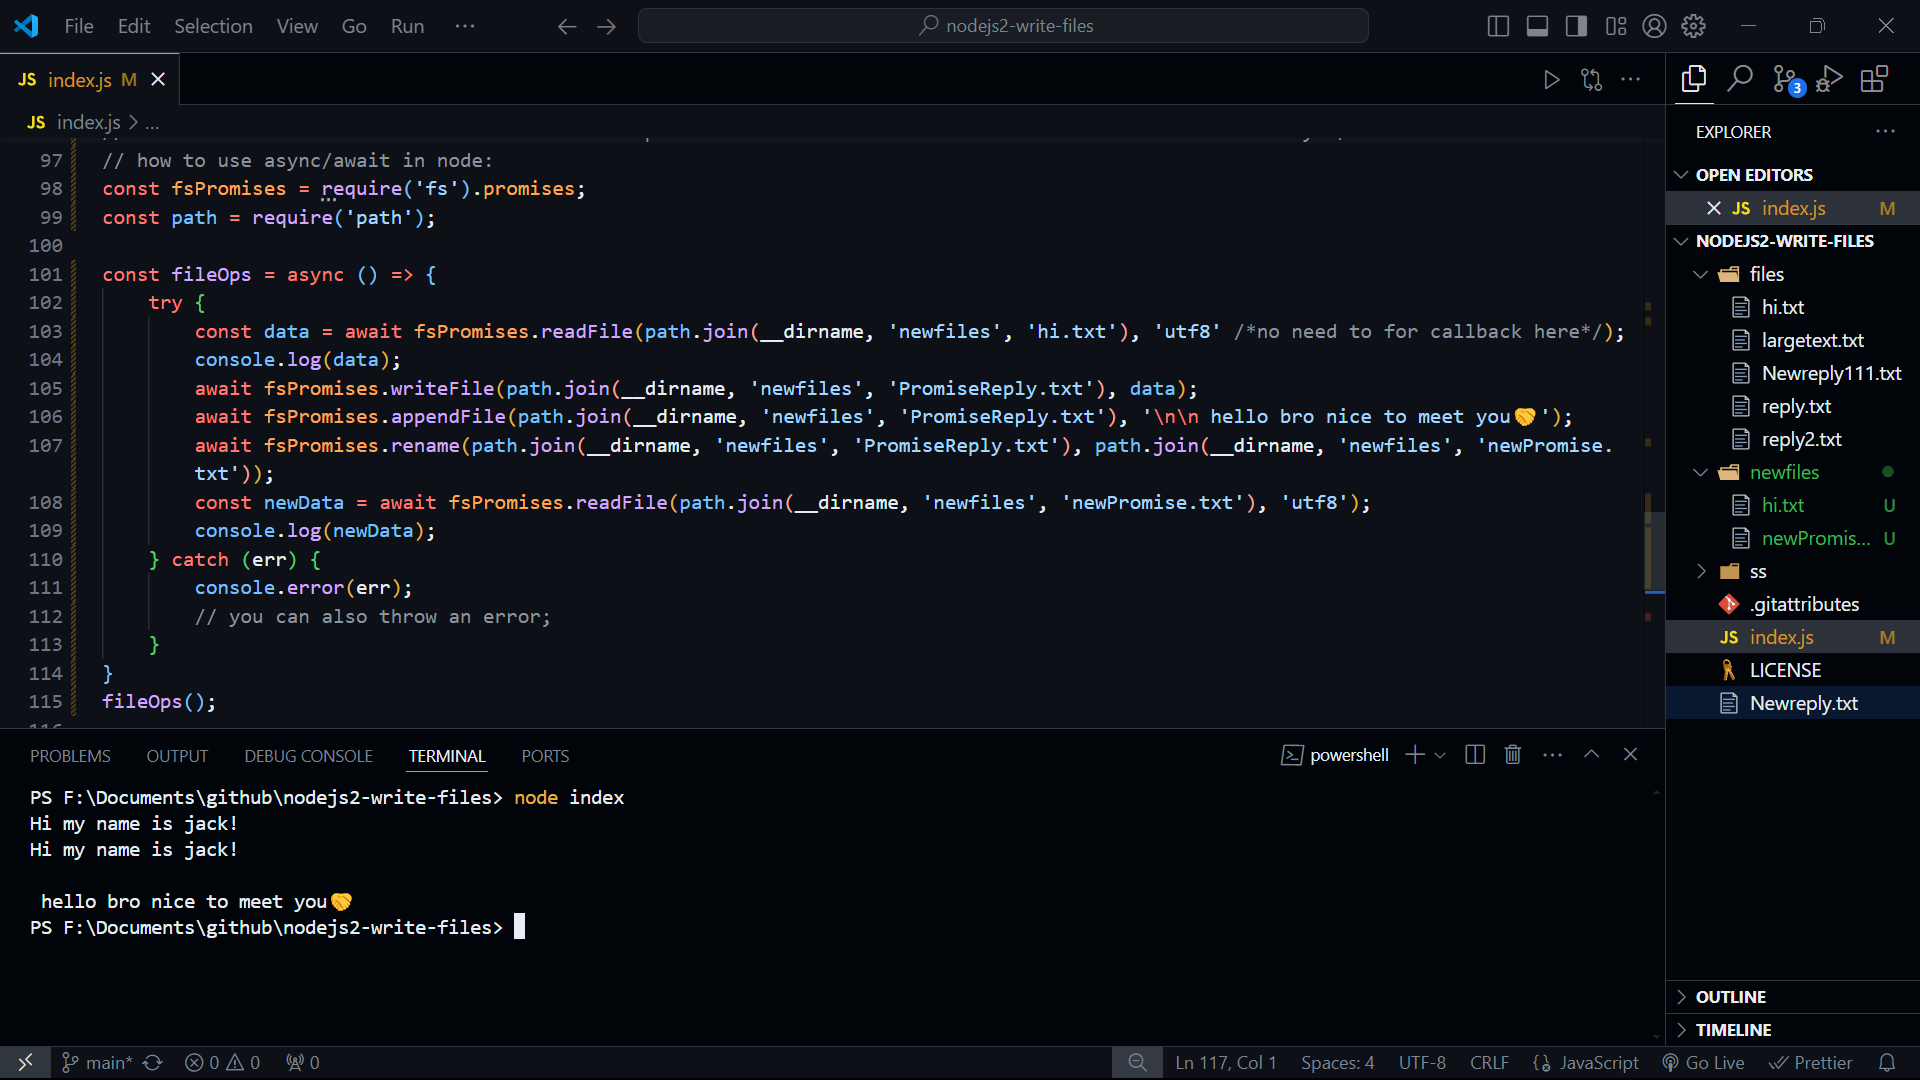 File Edit Selection View Go Run ··· nodejs2-write-files
JS index.js M
JS index.js > ...
97 // how to use async/await in node:
98 const fsPromises = require('fs').promises;
99 const path = require('path');
100
101 const fileOps = async () => {
102 try {
103 const data = await fsPromises.readFile(path.join(__dirname, 'newfiles', 'hi.txt'), 'utf8' /*no need to for callback here*/);
104 console.log(data);
105 await fsPromises.writeFile(path.join(__dirname, 'newfiles', 'PromiseReply.txt'), data);
106 await fsPromises.appendFile(path.join(__dirname, 'newfiles', 'PromiseReply.txt'), '\n\n hello bro nice to meet you🤝');
107 await fsPromises.rename(path.join(__dirname, 'newfiles', 'PromiseReply.txt'), path.join(__dirname, 'newfiles', 'newPromise.
txt'));
108 const newData = await fsPromises.readFile(path.join(__dirname, 'newfiles', 'newPromise.txt'), 'utf8');
109 console.log(newData);
110 } catch (err) {
111 console.error(err);
112 // you can also throw an error;
113 }
114 }
115 fileOps();
PROBLEMS OUTPUT DEBUG CONSOLE TERMINAL PORTS
powershell
PS F:\Documents\github\nodejs2-write-files> node index
Hi my name is jack!
Hi my name is jack!
hello bro nice to meet you🤝
PS F:\Documents\github\nodejs2-write-files>
3
EXPLORER
OPEN EDITORS
JS index.js M
NODEJS2-WRITE-FILES
files
hi.txt
largetext.txt
Newreply111.txt
reply.txt
reply2.txt
newfiles
hi.txt U
newPromis... U
ss
.gitattributes
JS index.js M
LICENSE
Newreply.txt
OUTLINE
TIMELINE
main* 0 0 0 Ln 117, Col 1 Spaces: 4 UTF-8 CRLF JavaScript Go Live Prettier